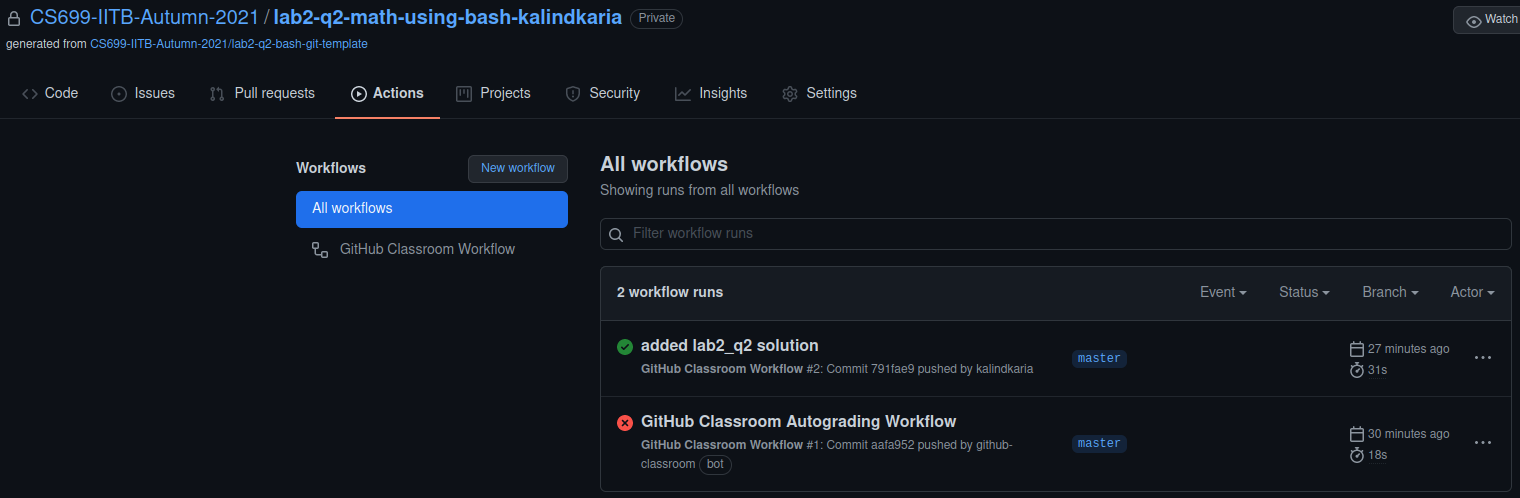 CS699-IITB-Autumn-2021 / lab2-q2-math-using-bash-kalindkaria Private
Watch
generated from CS699-IITB-Autumn-2021/lab2-q2-bash-git-template
Code Issues Pull requests Actions Projects Security Insights Settings
Workflows New workflow
All workflows
GitHub Classroom Workflow
All workflows
Showing runs from all workflows
Filter workflow runs
2 workflow runs Event Status Branch Actor
added lab2_q2 solution
GitHub Classroom Workflow #2: Commit 791fae9 pushed by kalindkaria
master
27 minutes ago
31s
GitHub Classroom Autograding Workflow
GitHub Classroom Workflow #1: Commit aafa952 pushed by github-
classroom bot
master
30 minutes ago
18s